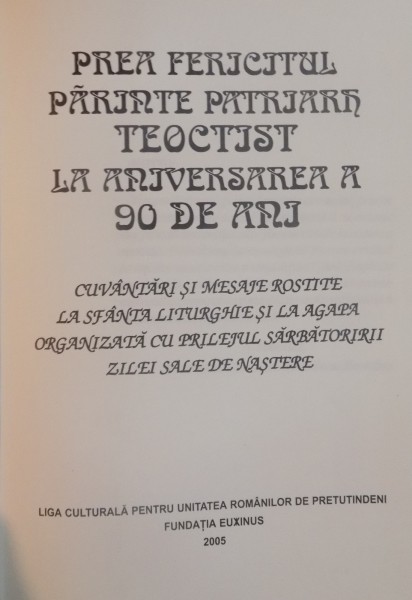 PREA FERICITUL
PĂRINTE PATRIARH
TEOCTIST
LA ANIVERSAREA A
90 DE ANI
CUVÂNTĂRI ȘI MESAJE ROSTITE
LA SFÂNTA LITURGHIE ȘI LA AGAPA
ORGANIZATĂ CU PRILEJUL SĂRBĂTORIRII
ZILEI SALE DE NAȘTERE
LIGA CULTURALĂ PENTRU UNITATEA ROMÂNILOR DE PRETUTINDENI
FUNDAȚIA EUXINUS
2005